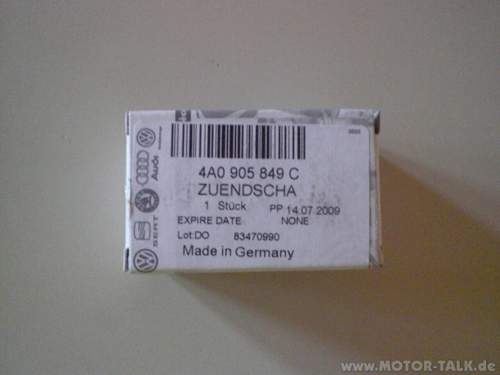 4A0 905 849 C
ZUENDSCHA
1 Stück PP 14.07 2009
EXPIRE DATE NONE
Lot:DO 83470990
Made in Germany
Audi
SEAT
www.MOTOR-TALK.de